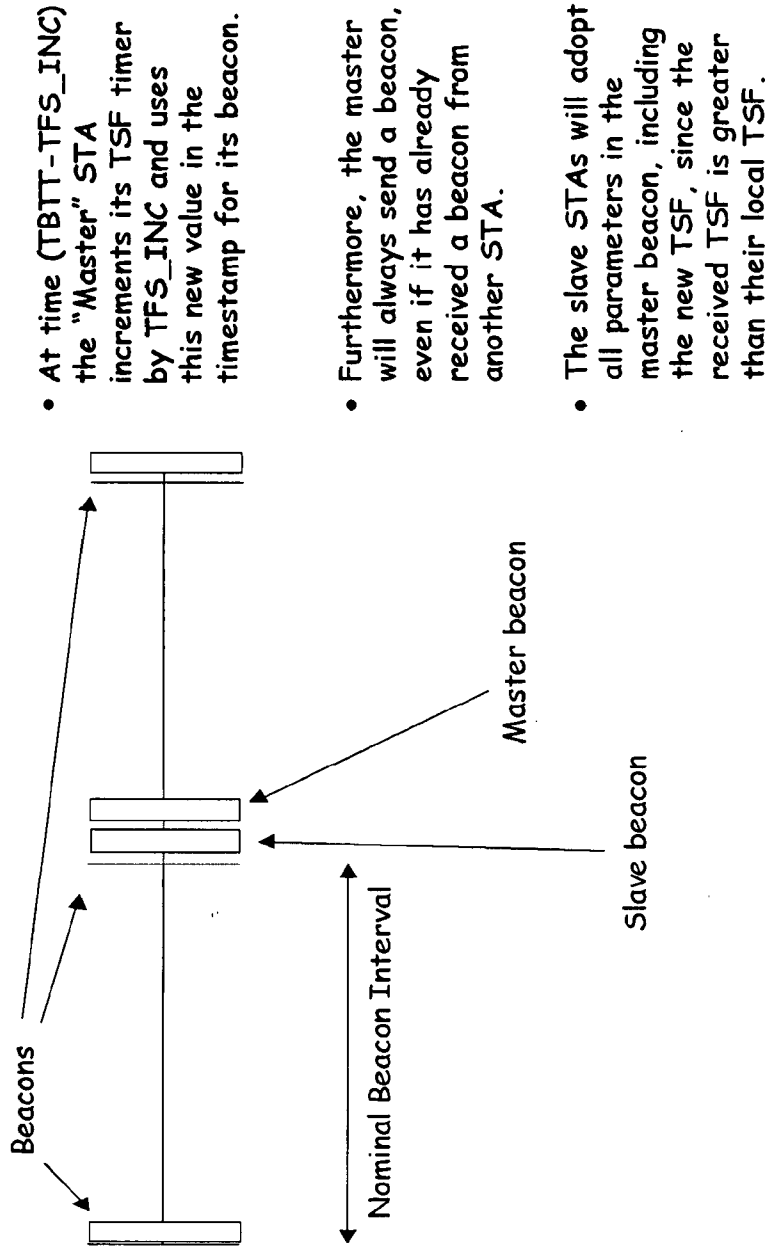 Beacons
Nominal Beacon Interval
Slave beacon
Master beacon
• At time (TBTT-TFS_INC)
the "Master" STA
increments its TSF timer
by TFS_INC and uses
this new value in the
timestamp for its beacon.
• Furthermore, the master
will always send a beacon,
even if it has already
received a beacon from
another STA.
• The slave STAs will adopt
all parameters in the
master beacon, including
the new TSF, since the
received TSF is greater
than their local TSF.